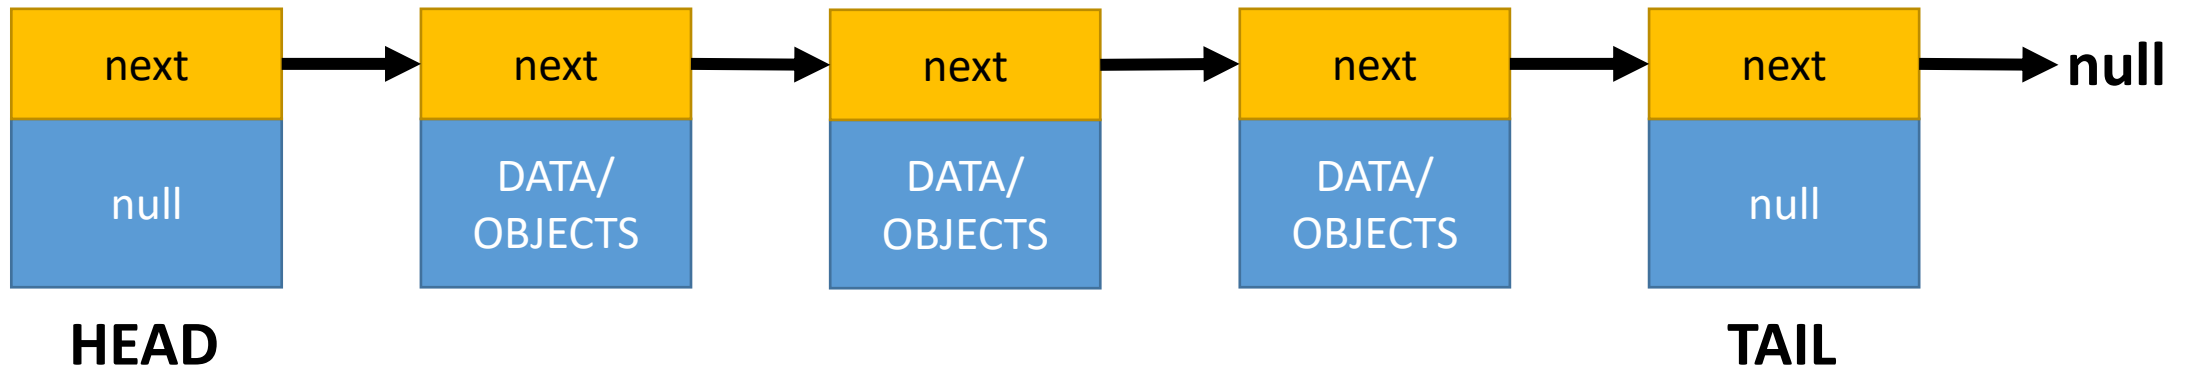 next
next
next
next
next
null
null
DATA/
OBJECTS
DATA/
OBJECTS
DATA/
OBJECTS
null
HEAD
TAIL